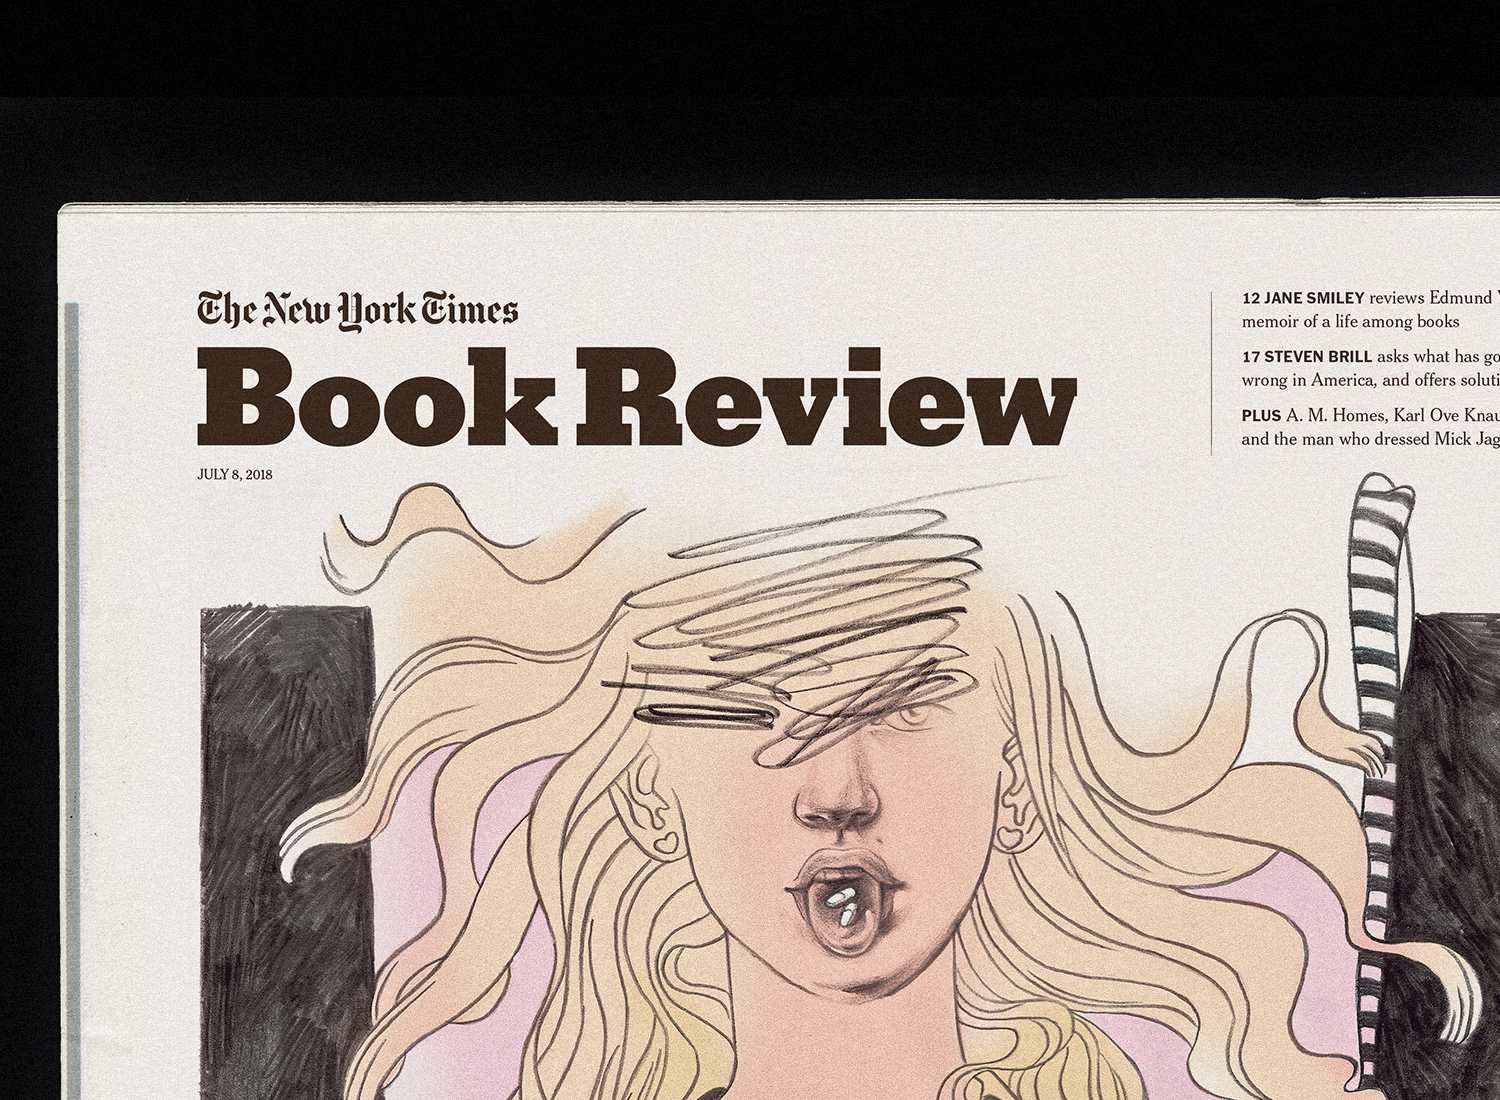 The New York Times
Book Review
JULY 8, 2018
12 JANE SMILEY reviews Edmund
memoir of a life among books
17 STEVEN BRILL asks what has
wrong in America, and offers
PLUS A. M. Homes, Karl Ove
and the man who dressed Mick